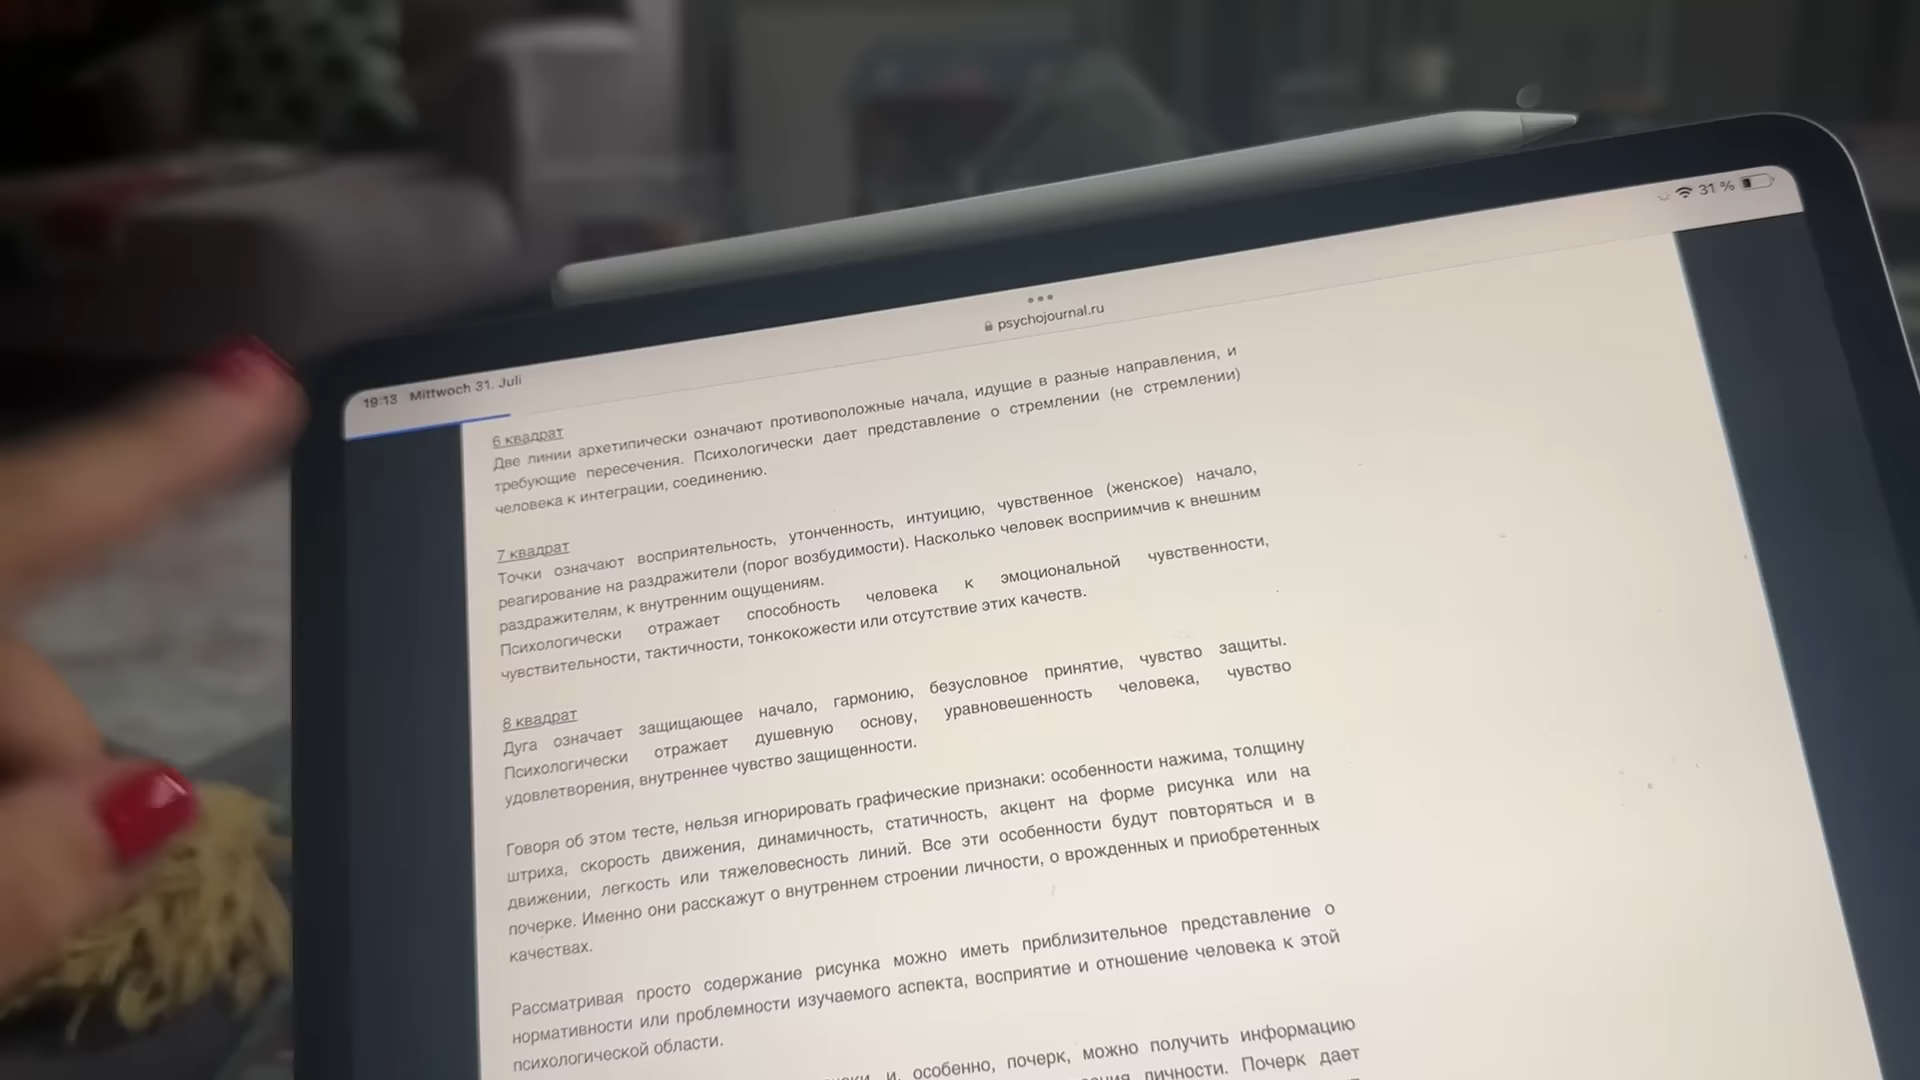 19:13 Mittwoch 31. Juli
31 %
psychojournal.ru
6 квадрат
Две линии архетипически означают противоположные начала, идущие в разные направления, и
требующие пересечения. Психологически дает представление о стремлении (не стремлении)
человека к интеграции, соединению.
7 квадрат
Точки означают восприятельность, утонченность, интуицию, чувственное (женское) начало,
реагирование на раздражители (порог возбудимости). Насколько человек восприимчив к внешним
раздражителям, к внутренним ощущениям.
Психологически отражает способность человека к эмоциональной чувственности,
чувствительности, тактичности, тонкокожести или отсутствие этих качеств.
8 квадрат
Дуга означает защищающее начало, гармонию, безусловное принятие, чувство защиты.
Психологически отражает душевную основу, уравновешенность человека, чувство
удовлетворения, внутреннее чувство защищенности.
Говоря об этом тесте, нельзя игнорировать графические признаки: особенности нажима, толщину
штриха, скорость движения, динамичность, статичность, акцент на форме рисунка или на
движении, легкость или тяжеловесность линий. Все эти особенности будут повторяться и в
почерке. Именно они расскажут о внутреннем строении личности, о врожденных и приобретенных
качествах.
Рассматривая просто содержание рисунка можно иметь приблизительное представление о
нормативности или проблемности изучаемого аспекта, восприятие и отношение человека к этой
психологической области.
и, особенно, почерк, можно получить информацию
личности. Почерк дает